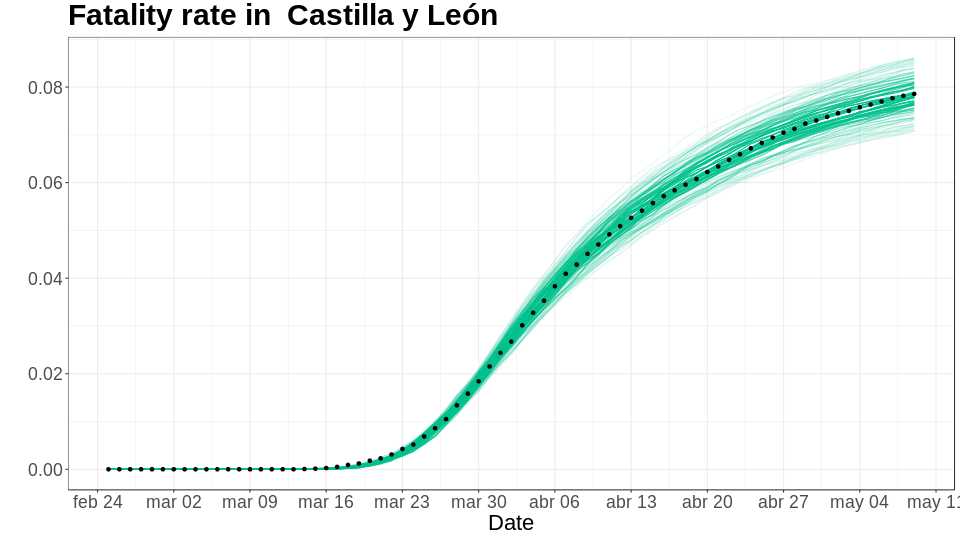 Fatality rate in  Castilla y León
0.08
0.06
0.04
0.02
0.00
feb 24 mar 02 mar 09 mar 16 mar 23 mar 30 abr 06 abr 13 abr 20 abr 27 may 04 may 11
Date